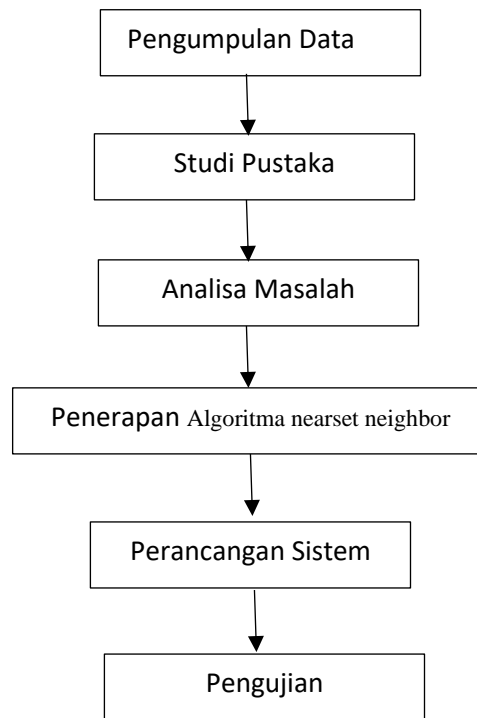 Pengumpulan Data
Studi Pustaka
Analisa Masalah
Penerapan Algoritma nearset neighbor
Perancangan Sistem
Pengujian